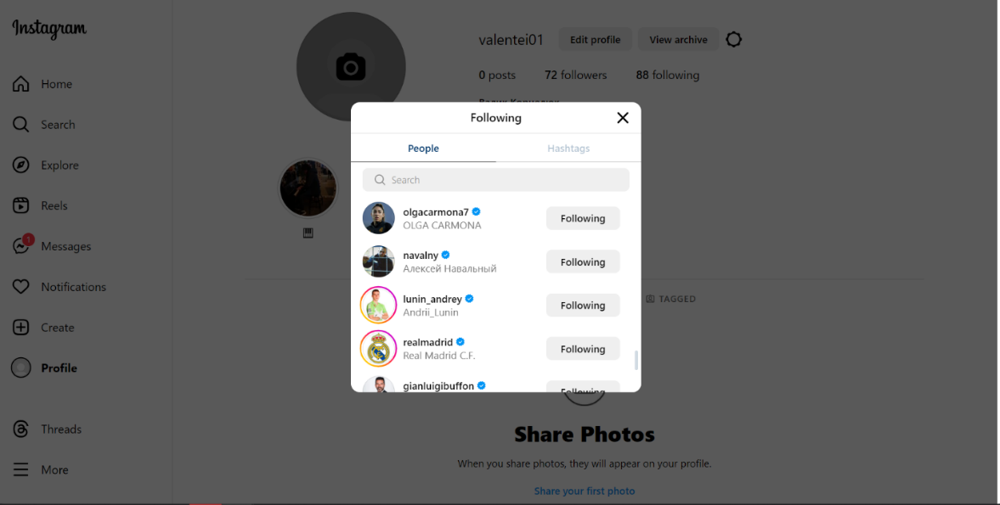 Instagram
Home
Search
Explore
Reels
1
Messages
Notifications
Create
Profile
Threads
More
valentei01
Edit profile
View archive
0 posts
72 followers
88 following
Following
People
Hashtags
Search
olgacarmona7
OLGA CARMONA
Following
navalny
Алексей Навальный
Following
lunin_andrey
Andrii_Lunin
Following
realmadrid
Real Madrid C.F.
Following
gianluigibuffon
Following
TAGGED
Share Photos
When you share photos, they will appear on your profile.
Share your first photo